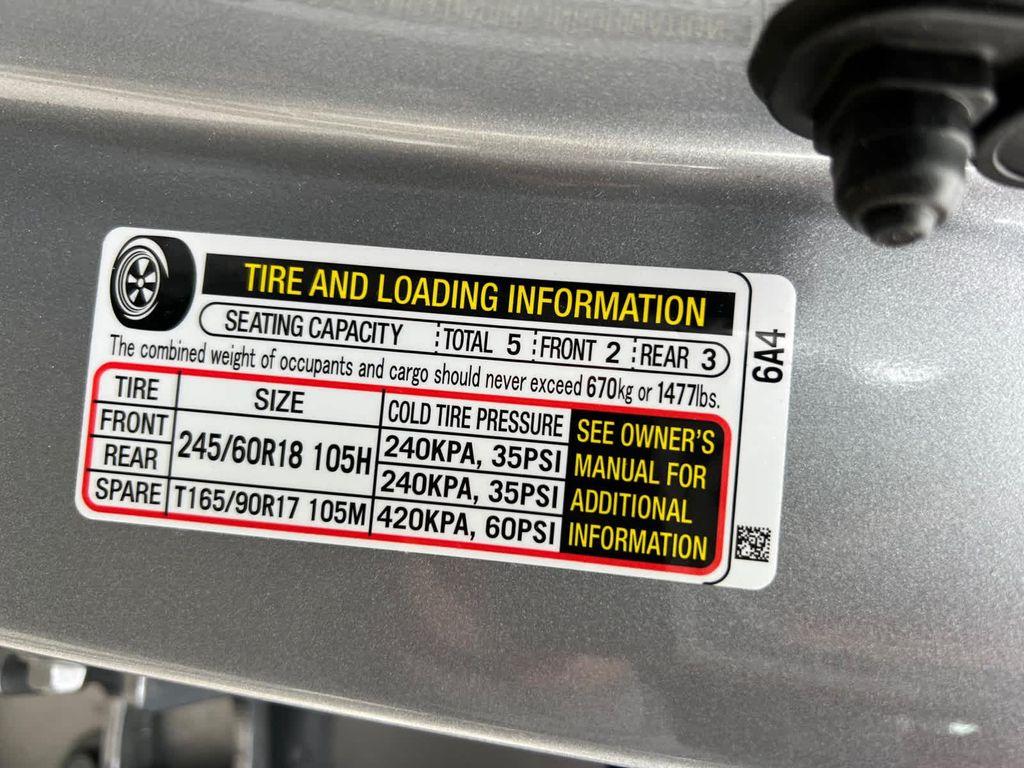 TIRE AND LOADING INFORMATION
SEATING CAPACITY TOTAL 5 FRONT 2 REAR 3
The combined weight of occupants and cargo should never exceed 670kg or 1477lbs.
TIRE SIZE COLD TIRE PRESSURE
FRONT 245/60R18 105H 240KPA, 35PSI
REAR 240KPA, 35PSI
SPARE T165/90R17 105M 420KPA, 60PSI
SEE OWNER'S
MANUAL FOR
ADDITIONAL
INFORMATION
6A4